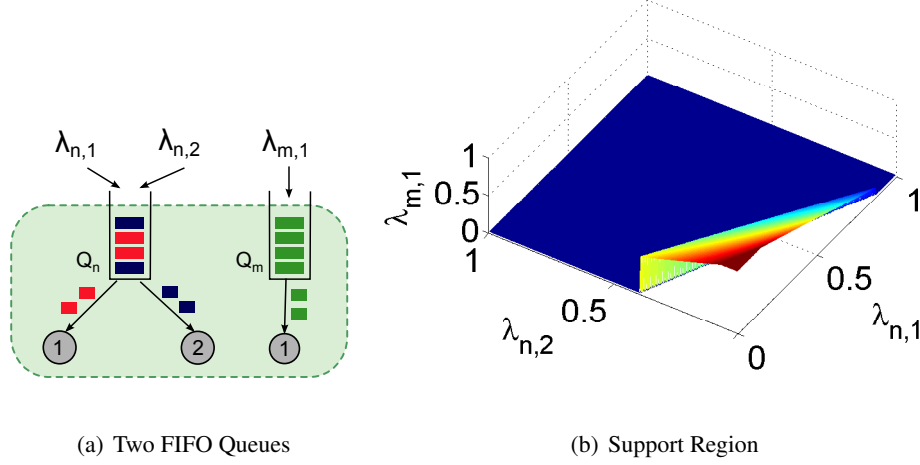 λn,1
λn,2
λm,1
Qn
Qm
1
2
1
(a) Two FIFO Queues
λm,1
1
0.5
0
1
0.5
0
λn,2
1
0.5
λn,1
(b) Support Region